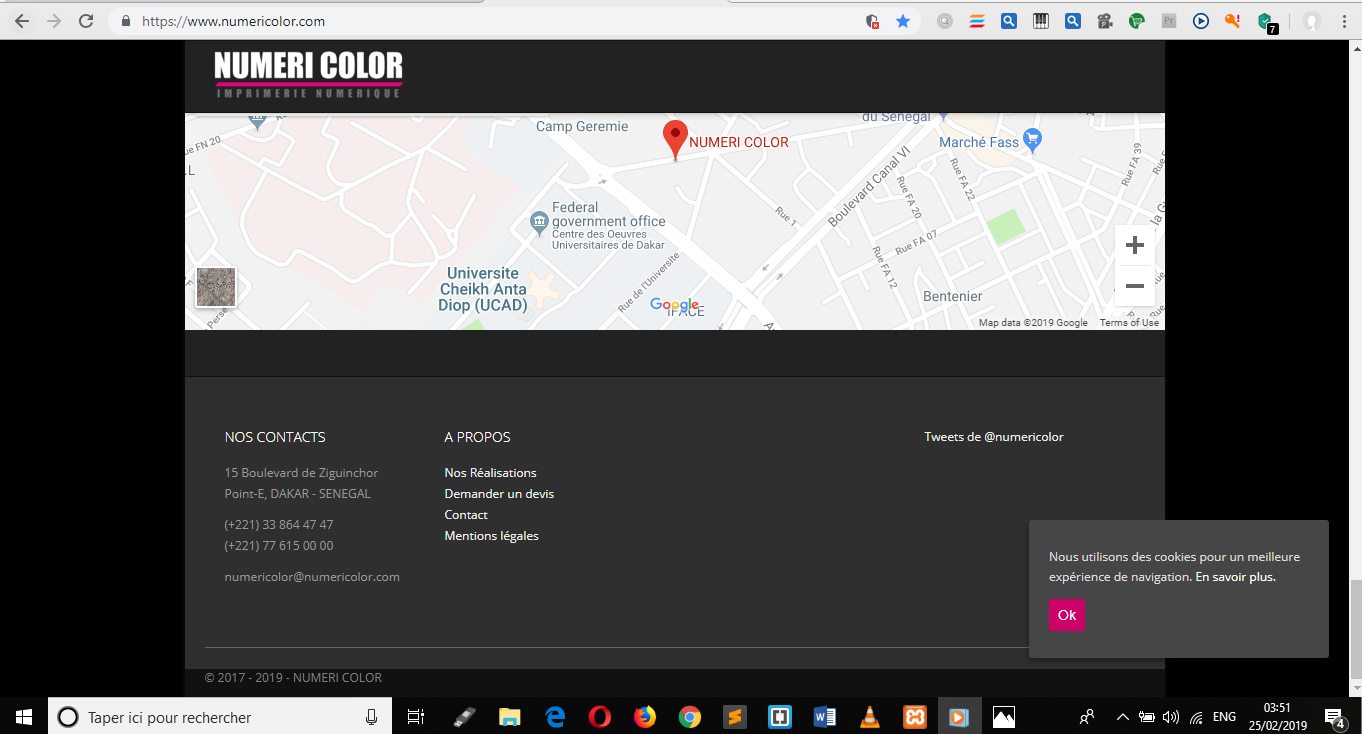 https://www.numericolor.com
7
NUMERI COLOR
IMPRIMERIE NUMERIQUE
Camp Geremie
NUMERI COLOR
du Senegal
Marché Fass
Rue FN 20
Rue FA 39
Boulevard Canal VI
Rue FA 22
Rue FA 20
Rue 1
Federal
government office
Centre des Oeuvres
Universitaires de Dakar
Rue FA 07
Rue FA 12
Rue de l'Universite
Universite
Cheikh Anta
Diop (UCAD)
Bentenier
Google
IFACE
Map data ©2019 Google Terms of Use
NOS CONTACTS
15 Boulevard de Ziguinchor
Point-E, DAKAR - SENEGAL
(+221) 33 864 47 47
(+221) 77 615 00 00
numericolor@numericolor.com
A PROPOS
Nos Réalisations
Demander un devis
Contact
Mentions légales
Tweets de @numericolor
Nous utilisons des cookies pour un meilleure
expérience de navigation. En savoir plus.
Ok
© 2017 - 2019 - NUMERI COLOR
Taper ici pour rechercher
ENG
03:51
25/02/2019
4